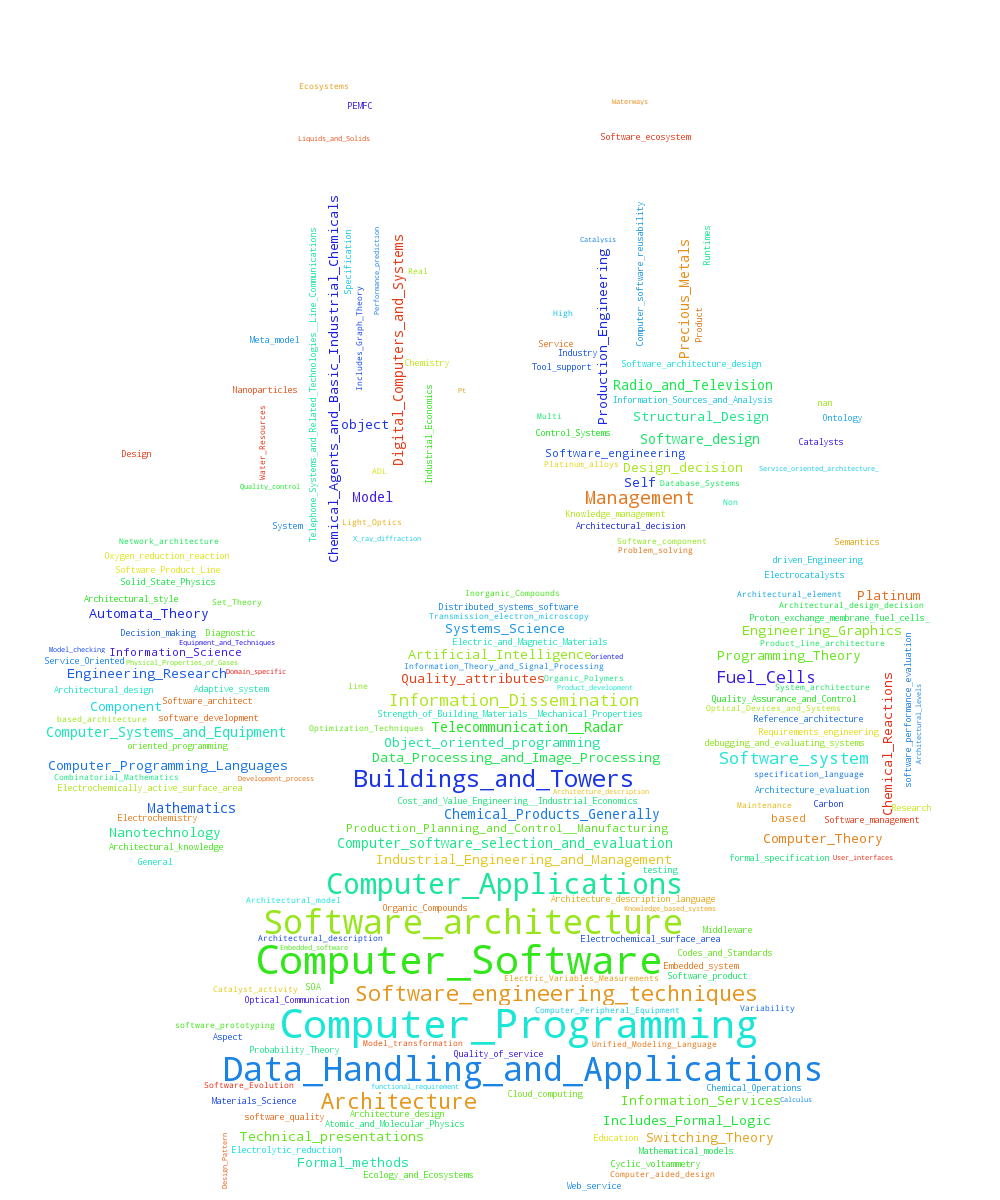 Ecosystems
Waterways
PEMFC
Liquids_and_Solids
Software_ecosystem
Chemical_Agents_and_Basic_Industrial_Chemicals
Telephone_Systems_and_Related_Technologies__Line_Communications
Specification
Performance_prediction
Includes_Graph_Theory
Digital_Computers_and_Systems
Real
Catalysis
Production_Engineering
Computer_software_reusability
Precious_Metals
Runtimes
Product
High
Meta_model
Service
Industry
Tool_support
Chemistry
Software_architecture_design
Radio_and_Television
Nanoparticles
Pt
Industrial_Economics
Information_Sources_and_Analysis
nan
Water_Resources
object
Multi
Structural_Design
Ontology
Control_Systems
Software_design
Catalysts
Design
Software_engineering
Platinum_alloys
Design_decision
Service_oriented_architecture_
ADL
Quality_control
Self
Database_Systems
Model
Management
Non
Knowledge_management
System
Light_Optics
Architectural_decision
X_ray_diffraction
Network_architecture
Software_component
Semantics
Problem_solving
Oxygen_reduction_reaction
driven_Engineering
Software_Product_Line
Electrocatalysts
Solid_State_Physics
Inorganic_Compounds
Architectural_element
Platinum
Architectural_style
Set_Theory
Distributed_systems_software
Architectural_design_decision
Automata_Theory
Transmission_electron_microscopy
Proton_exchange_membrane_fuel_cells_
Decision_making
Diagnostic
Systems_Science
Engineering_Graphics
Equipment_and_Techniques
Electric_and_Magnetic_Materials
Product_line_architecture
Model_checking
Information_Science
Artificial_Intelligence
oriented
Programming_Theory
Service_Oriented
Physical_Properties_of_Gases
Information_Theory_and_Signal_Processing
Engineering_Research
Domain_specific
Quality_attributes
Organic_Polymers
Fuel_Cells
Architectural_design
Adaptive_system
line
Product_development
System_architecture
Software_architect
Information_Dissemination
Quality_Assurance_and_Control
Component
Optical_Devices_and_Systems
based_architecture
software_development
Strength_of_Building_Materials__Mechanical_Properties
Reference_architecture
Computer_Systems_and_Equipment
Optimization_Techniques
Telecommunication__Radar
Requirements_engineering
oriented_programming
Object_oriented_programming
debugging_and_evaluating_systems
Chemical_Reactions
software_performance_evaluation
Architectural_levels
Data_Processing_and_Image_Processing
Software_system
Computer_Programming_Languages
specification_language
Combinatorial_Mathematics
Development_process
Buildings_and_Towers
Electrochemically_active_surface_area
Architecture_description
Architecture_evaluation
Cost_and_Value_Engineering__Industrial_Economics
Maintenance
Carbon
Mathematics
Research
Electrochemistry
Chemical_Products_Generally
based
Software_management
Nanotechnology
Production_Planning_and_Control__Manufacturing
Architectural_knowledge
Computer_software_selection_and_evaluation
Computer_Theory
General
Industrial_Engineering_and_Management
formal_specification
User_interfaces
testing
Computer_Applications
Architectural_model
Architecture_description_language
Organic_Compounds
Knowledge_based_systems
Software_architecture
Middleware
Architectural_description
Electrochemical_surface_area
Embedded_software
Codes_and_Standards
Computer_Software
Embedded_system
Electric_Variables_Measurements
Software_product
Catalyst_activity
SOA
Software_engineering_techniques
Optical_Communication
Computer_Peripheral_Equipment
Variability
software_prototyping
Computer_Programming
Aspect
Model_transformation
Unified_Modeling_Language
Probability_Theory
Quality_of_service
Data_Handling_and_Applications
Software_Evolution
functional_requirement
Chemical_Operations
Cloud_computing
Materials_Science
Architecture
Information_Services
Calculus
software_quality
Architecture_design
Includes_Formal_Logic
Atomic_and_Molecular_Physics
Technical_presentations
Education
Switching_Theory
Design_Pattern
Electrolytic_reduction
Mathematical_models
Formal_methods
Cyclic_voltammetry
Ecology_and_Ecosystems
Computer_aided_design
Web_service